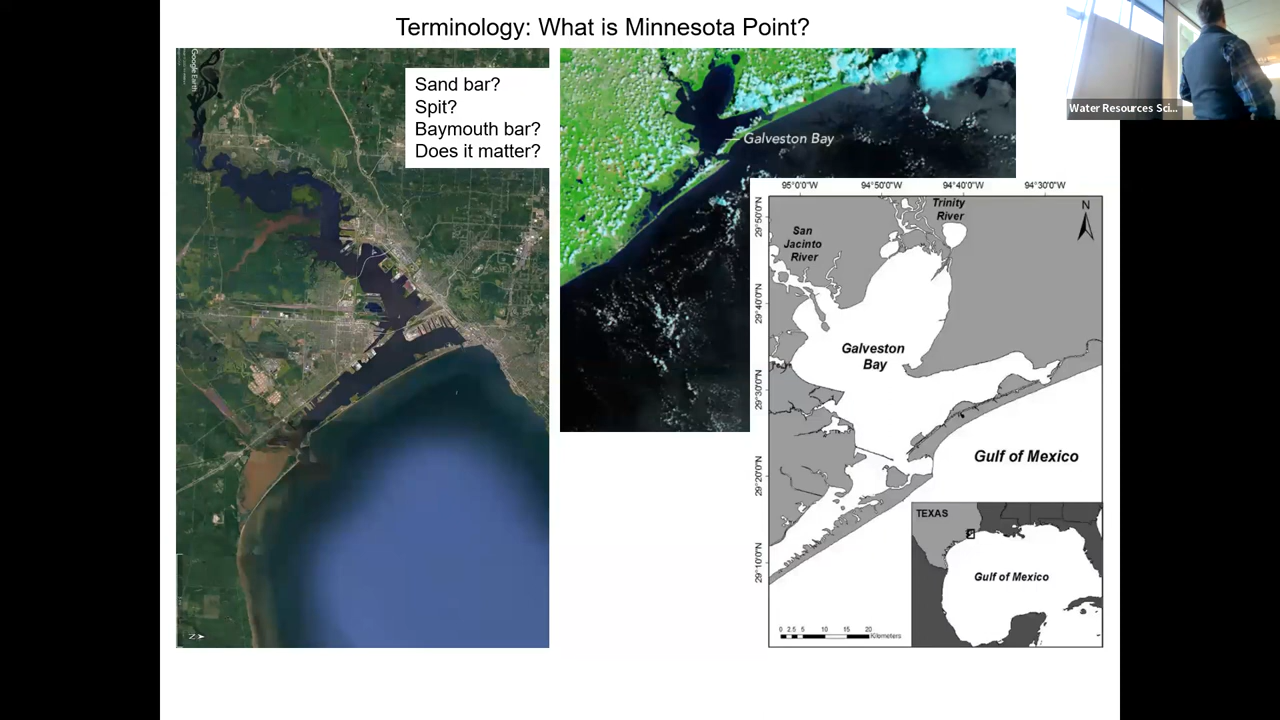 Terminology: What is Minnesota Point?
Google Earth
Sand bar?
Spit?
Baymouth bar?
Does it matter?
Galveston Bay
Water Resources Sci...
95°0'0"W 94°50'0"W 94°40'0"W 94°30'0"W
29°50'0"N
29°40'0"N
29°30'0"N
29°20'0"N
29°10'0"N
Trinity
River
N
San
Jacinto
River
Galveston
Bay
Gulf of Mexico
TEXAS
Gulf of Mexico
0 2.5 5 10 15 20
Kilometers
N